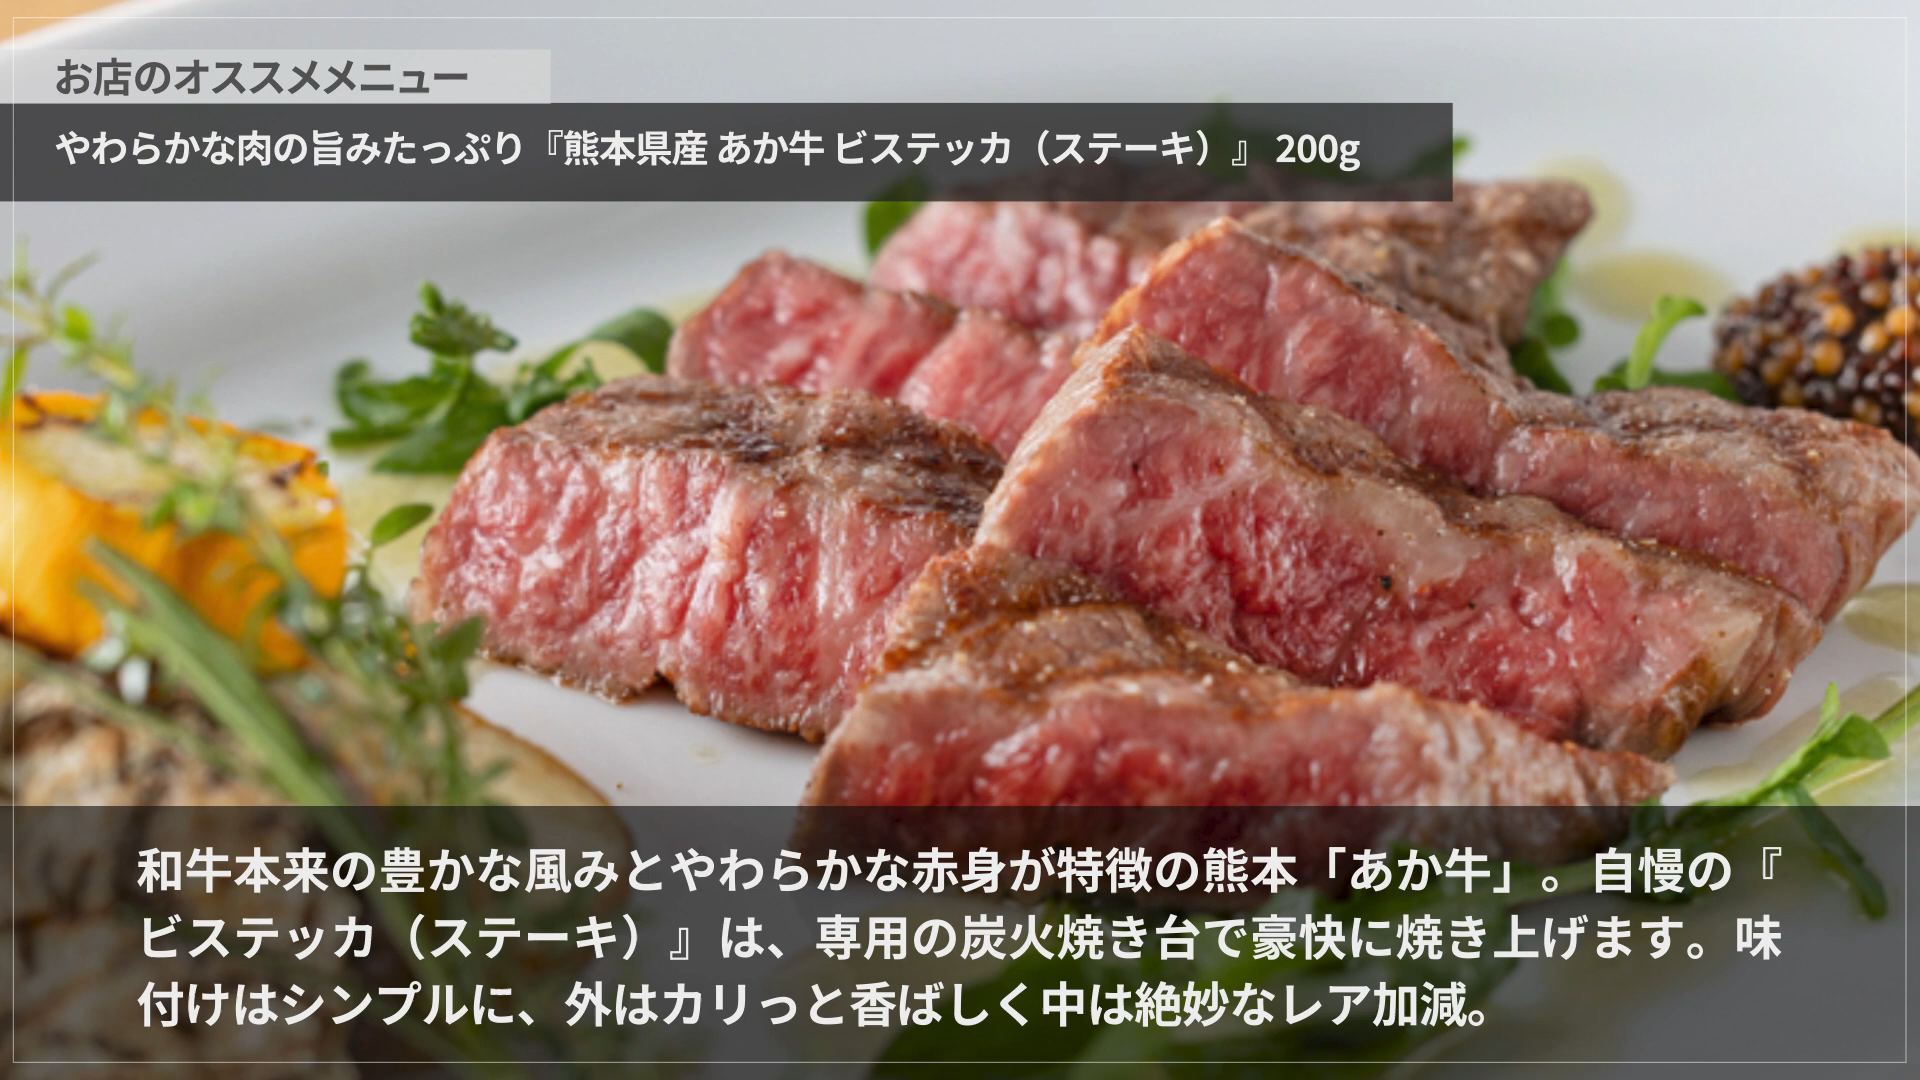 お店のオススメメニュー
やわらかな肉の旨みたっぷり『熊本県産 あか牛 ビステッカ（ステーキ）』 200g
和牛本来の豊かな風みとやわらかな赤身が特徴の熊本「あか牛」。自慢の『
ビステッカ（ステーキ）』は、専用の炭火焼き台で豪快に焼き上げます。味
付けはシンプルに、外はカリっと香ばしく中は絶妙なレア加減。